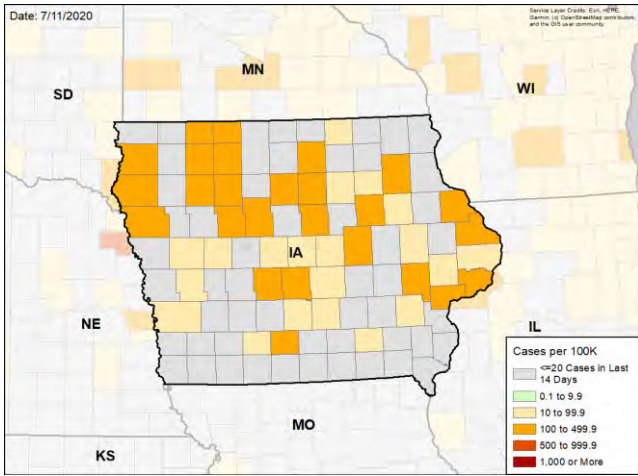 Date: 7/11/2020
Service Layer Credits: Esri, HERE,
Garmin, (c) OpenStreetMap contributors,
and the GIS user community
MN
SD
WI
IA
NE
IL
MO
KS
Cases per 100K
<=20 Cases in Last
14 Days
0.1 to 9.9
10 to 99.9
100 to 499.9
500 to 999.9
1,000 or More